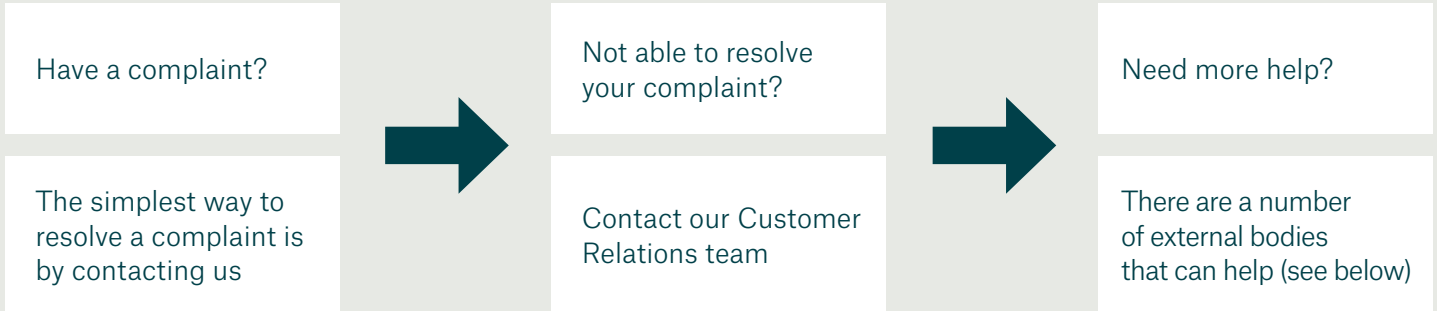 Have a complaint?
The simplest way to
resolve a complaint is
by contacting us
Not able to resolve
your complaint?
Contact our Customer
Relations team
Need more help?
There are a number
of external bodies
that can help (see below)